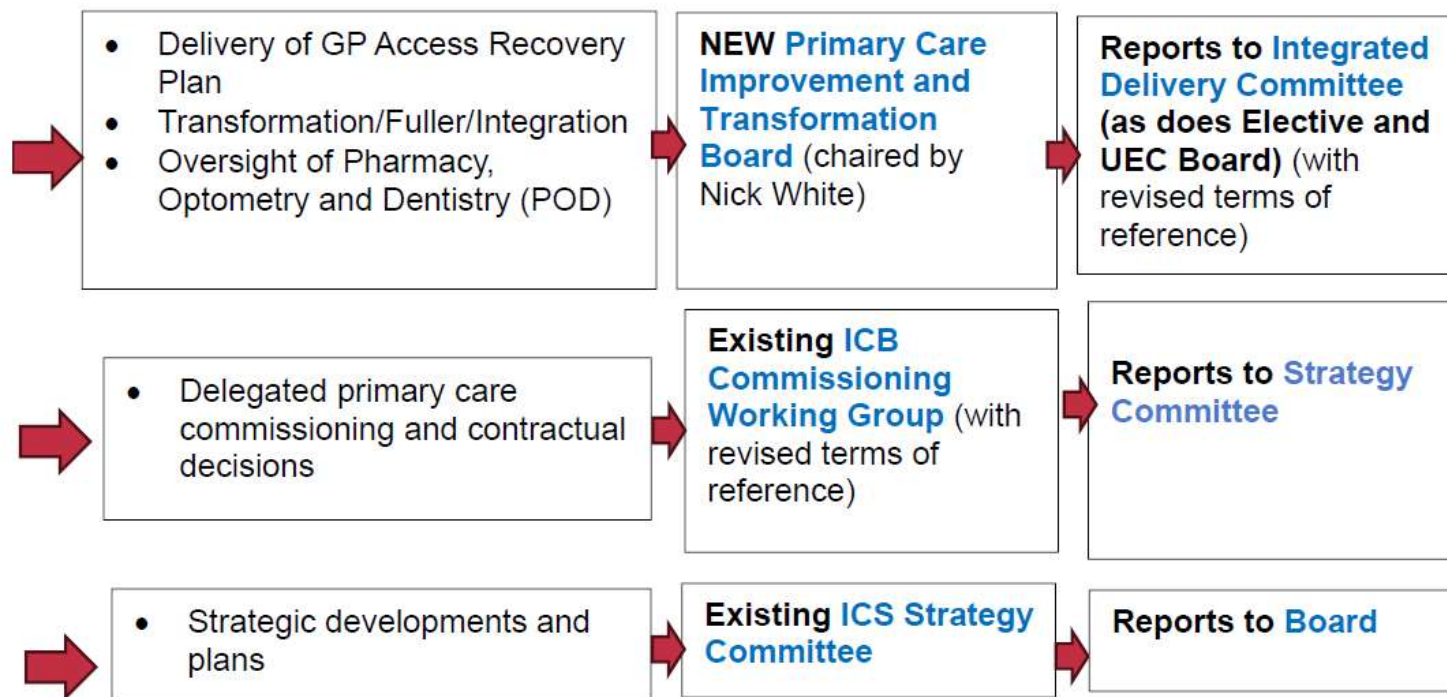 • Delivery of GP Access Recovery
Plan
• Transformation/Fuller/Integration
• Oversight of Pharmacy,
Optometry and Dentistry (POD)
NEW Primary Care
Improvement and
Transformation
Board (chaired by
Nick White)
Reports to Integrated
Delivery Committee
(as does Elective and
UEC Board) (with
revised terms of
reference)
• Delegated primary care
commissioning and contractual
decisions
Existing ICB
Commissioning
Working Group (with
revised terms of
reference)
Reports to Strategy
Committee
• Strategic developments and
plans
Existing ICS Strategy
Committee
Reports to Board